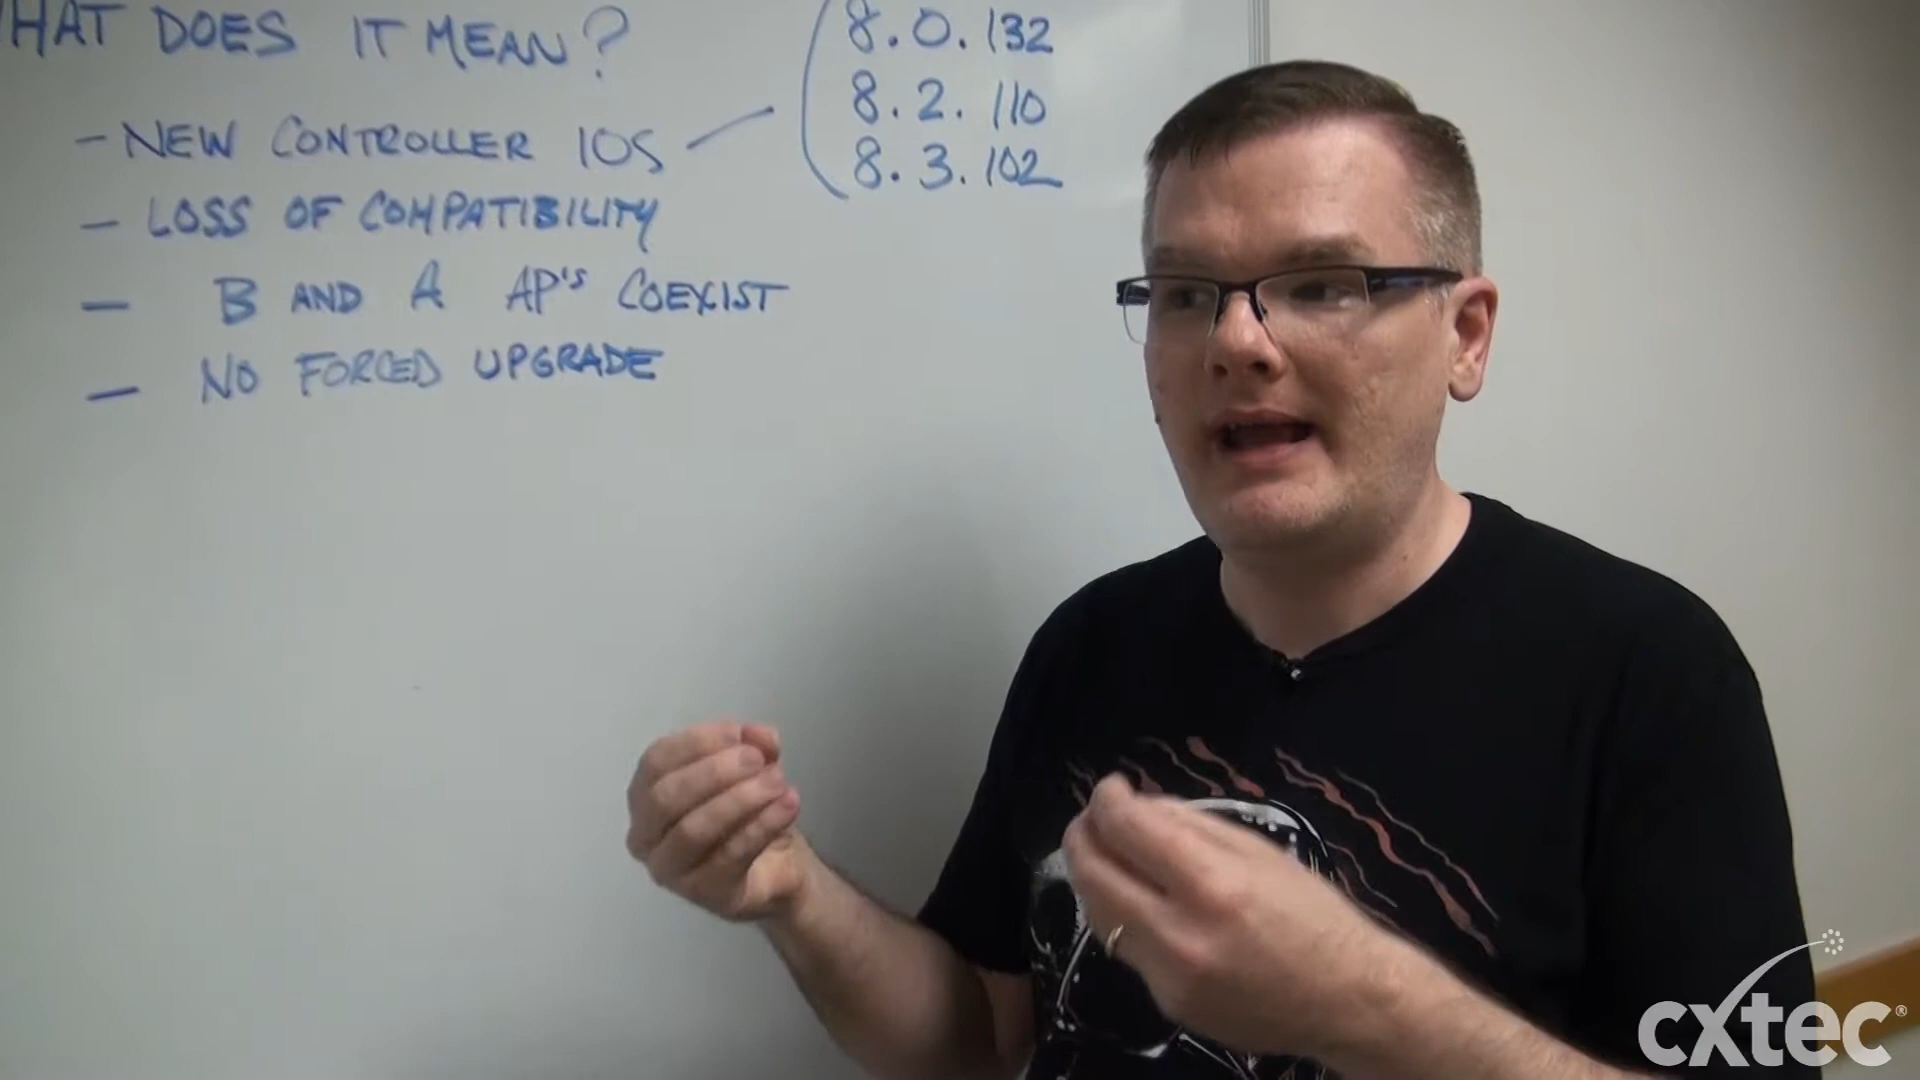 WHAT DOES IT MEAN?
- NEW CONTROLLER IOS
8.0.132
8.2.110
8.3.102
- LOSS OF COMPATIBILITY
- B AND A AP's COEXIST
- NO FORCED UPGRADE
cxtec®